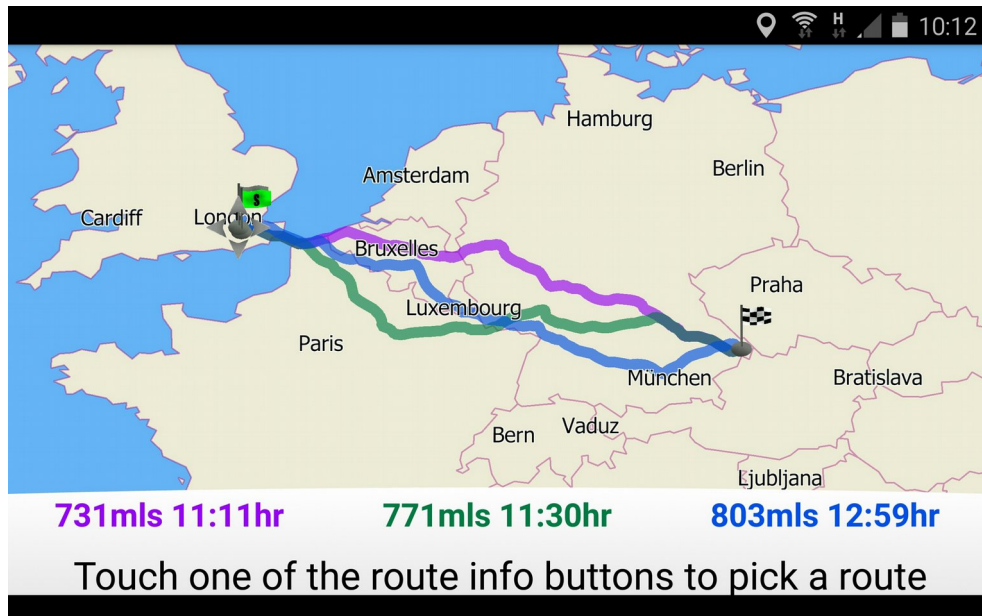 H 10:12
Hamburg
Berlin
Amsterdam
S
Cardiff London
Bruxelles
Praha
Luxembourg
Paris
München
Bratislava
Vaduz
Bern
Ljubljana
731mls 11:11hr 771mls 11:30hr 803mls 12:59hr
Touch one of the route info buttons to pick a route